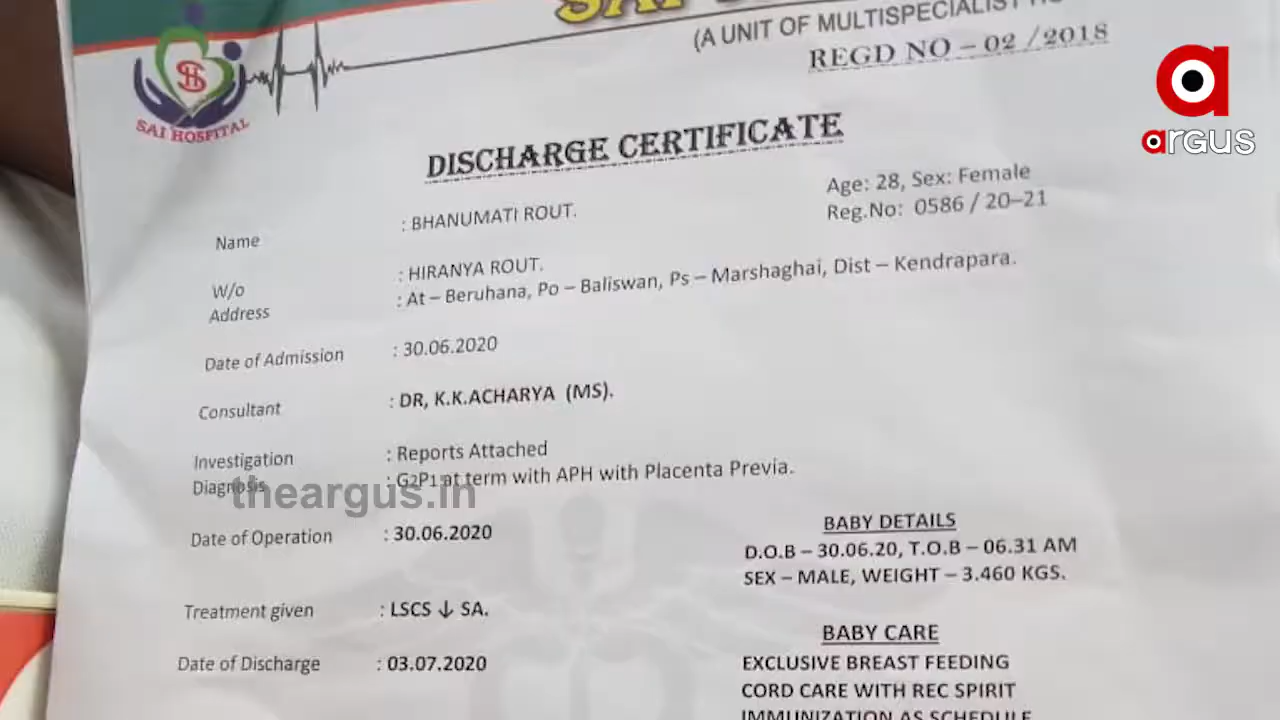 (A UNIT OF MULTISPECIALIST
REGD NO – 02 /2018
SAI HOSPITAL
argus
DISCHARGE CERTIFICATE
Age: 28, Sex: Female
Reg.No: 0586 / 20–21
Name : BHANUMATI ROUT.
W/o : HIRANYA ROUT.
Address : At – Beruhana, Po – Baliswan, Ps – Marshaghai, Dist – Kendrapara.
Date of Admission : 30.06.2020
Consultant : DR, K.K.ACHARYA (MS).
Investigation : Reports Attached
Diagnosis : G2P1 at term with APH with Placenta Previa.
theargus.in
Date of Operation : 30.06.2020
Treatment given : LSCS ↓ SA.
Date of Discharge : 03.07.2020
BABY DETAILS
D.O.B – 30.06.20, T.O.B – 06.31 AM
SEX – MALE, WEIGHT – 3.460 KGS.
BABY CARE
EXCLUSIVE BREAST FEEDING
CORD CARE WITH REC SPIRIT
IMMUNIZATION AS SCHEDULE